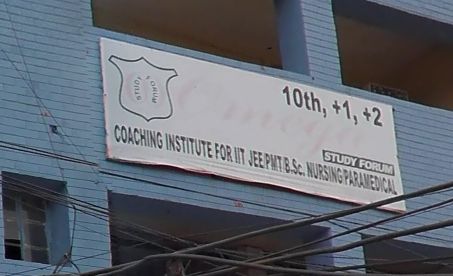 STUDY FORUM
10th, +1, +2
STUDY FORUM
COACHING INSTITUTE FOR IIT JEE/PMT/B.Sc. NURSING/PARAMEDICAL